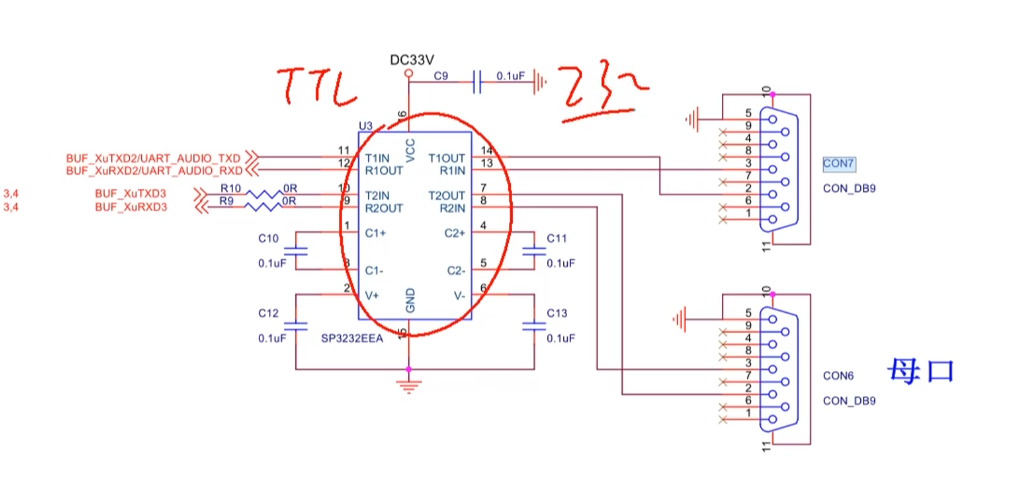 DC33V
TTL
C9
0.1uF
232
U3
16
VCC
11
T1IN
T1OUT
14
BUF_XuTXD2/UART_AUDIO_TXD
12
R1OUT
R1IN
13
BUF_XuRXD2/UART_AUDIO_RXD
3,4
BUF_XuTXD3
R10
0R
10
T2IN
T2OUT
7
3,4
BUF_XuRXD3
R9
0R
9
R2OUT
R2IN
8
1
C1+
C2+
4
C10
0.1uF
C11
0.1uF
3
C1-
C2-
5
2
V+
V-
6
GND
C12
0.1uF
C13
0.1uF
SP3232EEA
15
10
5
9
4
8
3
7
2
6
1
11
CON7
CON_DB9
10
5
9
4
8
3
7
2
6
1
11
CON6
CON_DB9
母口